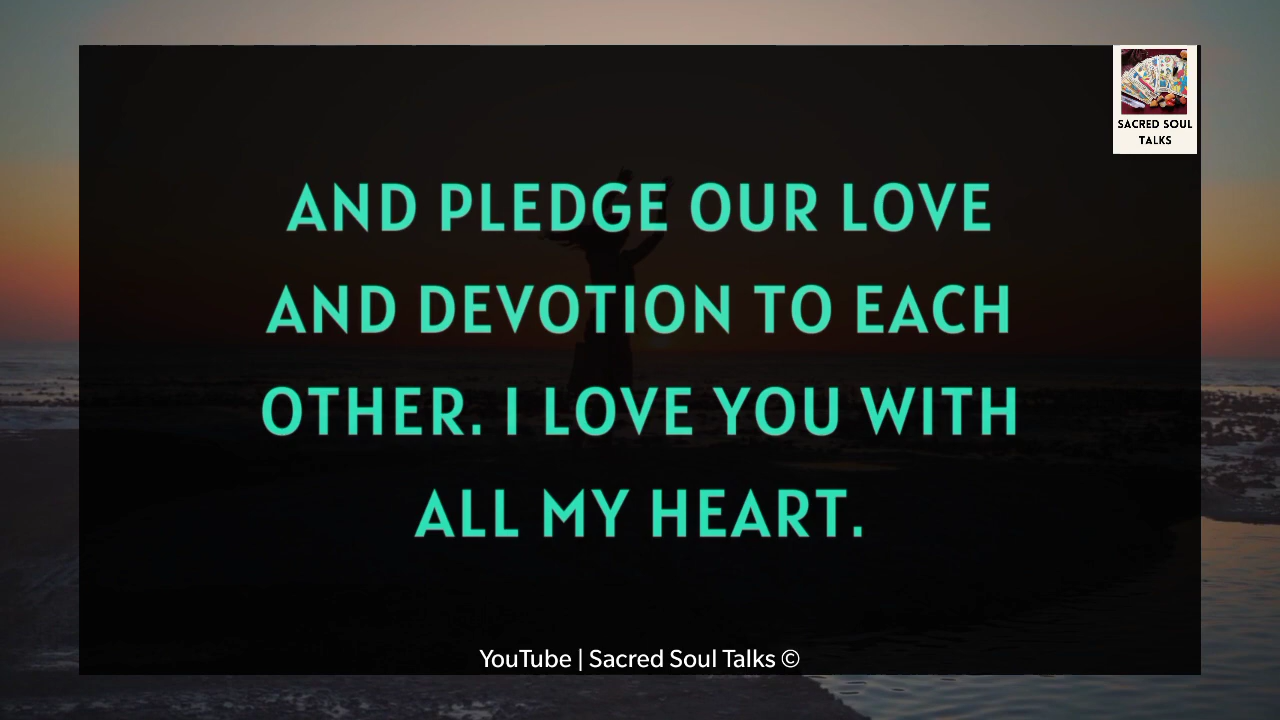 SACRED SOUL
TALKS
AND PLEDGE OUR LOVE
AND DEVOTION TO EACH
OTHER. I LOVE YOU WITH
ALL MY HEART.
YouTube | Sacred Soul Talks ©